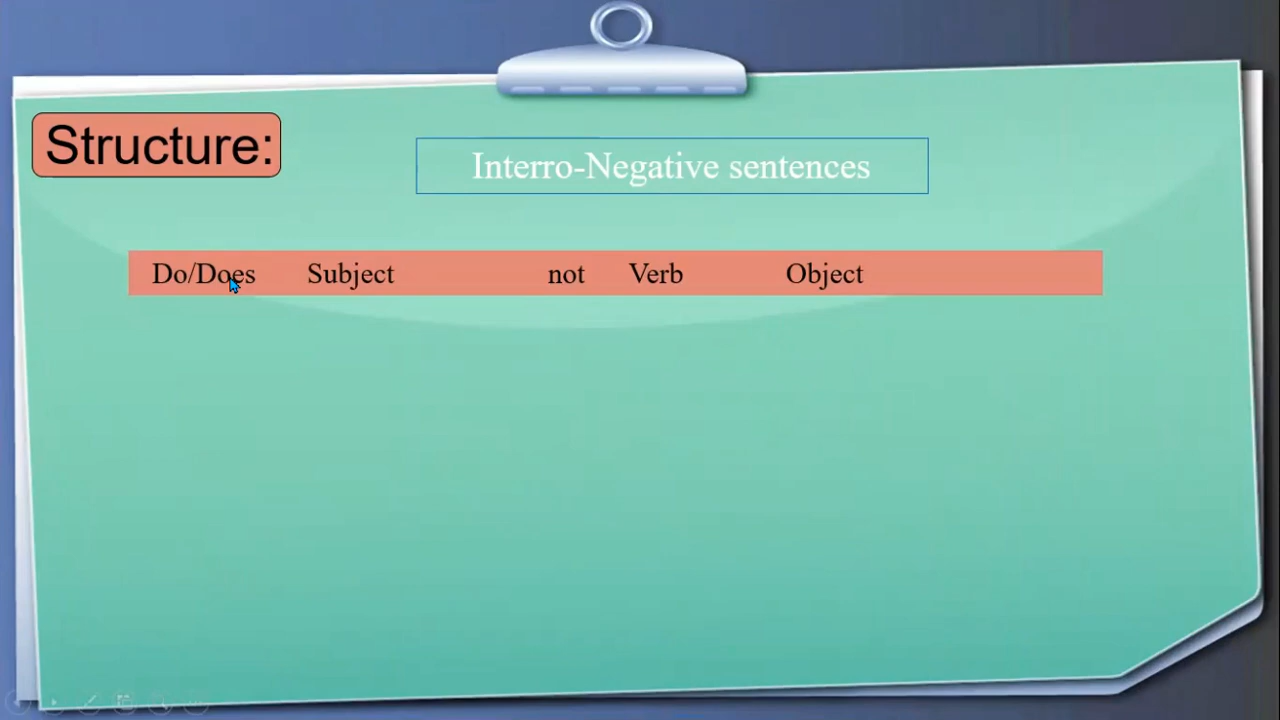 Structure:
Interro-Negative sentences
Do/Does Subject not Verb Object